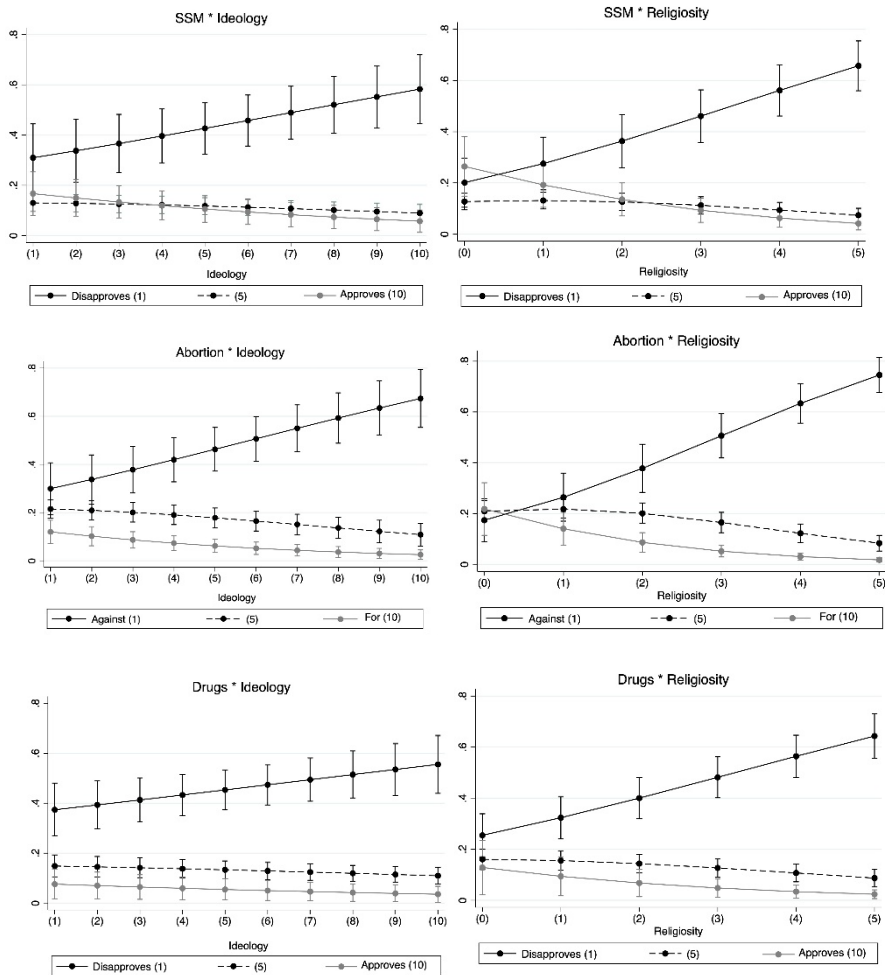 SSM * Ideology
.8
.6
.4
.2
0
(1) (2) (3) (4) (5) (6) (7) (8) (9) (10)
Ideology
Disapproves (1) (5) Approves (10)
SSM * Religiosity
.8
.6
.4
.2
0
(0) (1) (2) (3) (4) (5)
Religiosity
Disapproves (1) (5) Approves (10)
Abortion * Ideology
.8
.6
.4
.2
0
(1) (2) (3) (4) (5) (6) (7) (8) (9) (10)
Ideology
Against (1) (5) For (10)
Abortion * Religiosity
.8
.6
.4
.2
0
(0) (1) (2) (3) (4) (5)
Religiosity
Against (1) (5) For (10)
Drugs * Ideology
.8
.6
.4
.2
0
(1) (2) (3) (4) (5) (6) (7) (8) (9) (10)
Ideology
Disapproves (1) (5) Approves (10)
Drugs * Religiosity
.8
.6
.4
.2
0
(0) (1) (2) (3) (4) (5)
Religiosity
Disapproves (1) (5) Approves (10)